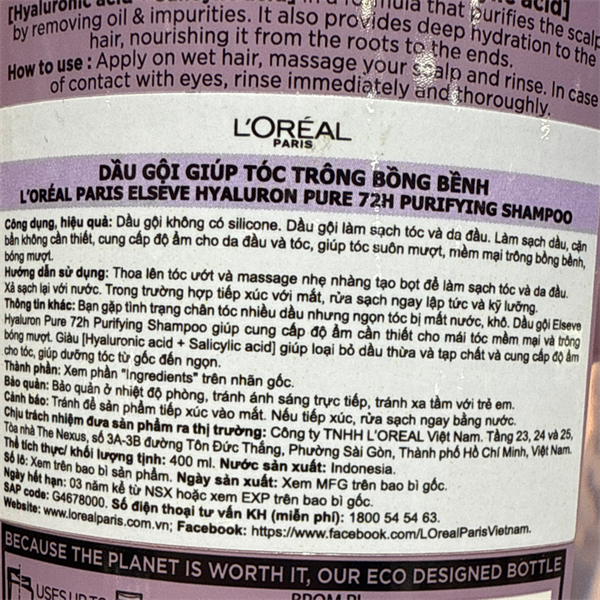 [Hyaluronic acid + Salicylic acid] in a formula that purifies the scalp
by removing oil & impurities. It also provides deep hydration to the
hair, nourishing it from the roots to the ends.
How to use : Apply on wet hair, massage your scalp and rinse. In case
of contact with eyes, rinse immediately and thoroughly.
L'ORÉAL
PARIS
DẦU GỘI GIÚP TÓC TRÔNG BỒNG BỀNH
L'ORÉAL PARIS ELSEVE HYALURON PURE 72H PURIFYING SHAMPOO
Công dụng, hiệu quả: Dầu gội không có silicone. Dầu gội làm sạch tóc và da đầu. Làm sạch dầu, cặn
bẩn không cần thiết, cung cấp độ ẩm cho da đầu và tóc, giúp tóc suôn mượt, mềm mại trông bồng bềnh,
bóng mượt.
Hướng dẫn sử dụng: Thoa lên tóc ướt và massage nhẹ nhàng tạo bọt để làm sạch tóc và da đầu.
Xả sạch lại với nước. Trong trường hợp tiếp xúc với mắt, rửa sạch ngay lập tức và kỹ lưỡng.
Thông tin khác: Bạn gặp tình trạng chân tóc nhiều dầu nhưng ngọn tóc bị mất nước, khô. Dầu gội Elseve
Hyaluron Pure 72h Purifying Shampoo giúp cung cấp độ ẩm cần thiết cho mái tóc mềm mại và trông
bóng mượt. Giàu [Hyaluronic acid + Salicylic acid] giúp loại bỏ dầu thừa và tạp chất và cung cấp độ ẩm
cho tóc, giúp dưỡng tóc từ gốc đến ngọn.
Thành phần: Xem phần "Ingredients" trên nhãn gốc.
Bảo quản: Bảo quản ở nhiệt độ phòng, tránh ánh sáng trực tiếp, tránh xa tầm với trẻ em.
Cảnh báo: Tránh để sản phẩm tiếp xúc vào mắt. Nếu tiếp xúc, rửa sạch ngay bằng nước.
Chịu trách nhiệm đưa sản phẩm ra thị trường: Công ty TNHH L'OREAL Việt Nam. Tầng 23, 24 và 25,
Tòa nhà The Nexus, số 3A-3B đường Tôn Đức Thắng, Phường Sài Gòn, Thành phố Hồ Chí Minh, Việt Nam.
Thể tích thực/ khối lượng tịnh: 400 ml. Nước sản xuất: Indonesia.
Số lô: Xem trên bao bì sản phẩm. Ngày sản xuất: Xem MFG trên bao bì gốc.
Ngày hết hạn: 03 năm kể từ NSX hoặc xem EXP trên bao bì gốc.
SAP code: G4678000. Số điện thoại tư vấn KH (miễn phí): 1800 54 54 63.
Website: www.lorealparis.com.vn; Facebook: https://www.facebook.com/LOrealParisVietnam.
BECAUSE THE PLANET IS WORTH IT, OUR ECO DESIGNED BOTTLE
USES UP TO